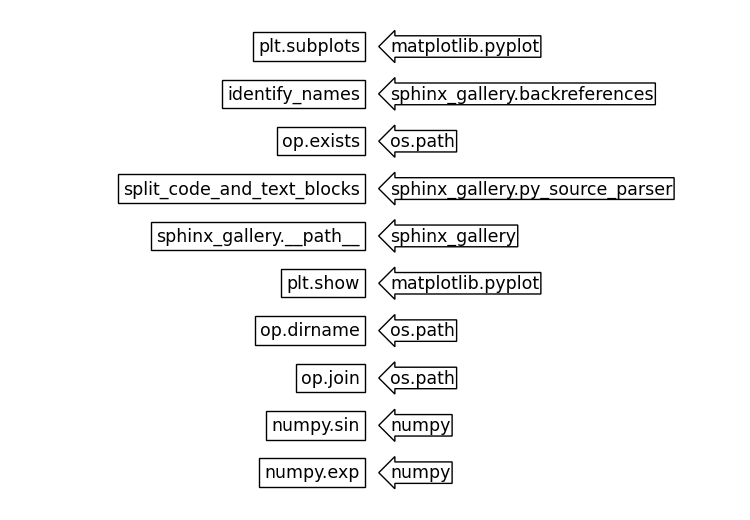 plt.subplots matplotlib.pyplot
identify_names sphinx_gallery.backreferences
op.exists os.path
split_code_and_text_blocks sphinx_gallery.py_source_parser
sphinx_gallery.__path__ sphinx_gallery
plt.show matplotlib.pyplot
op.dirname os.path
op.join os.path
numpy.sin numpy
numpy.exp numpy